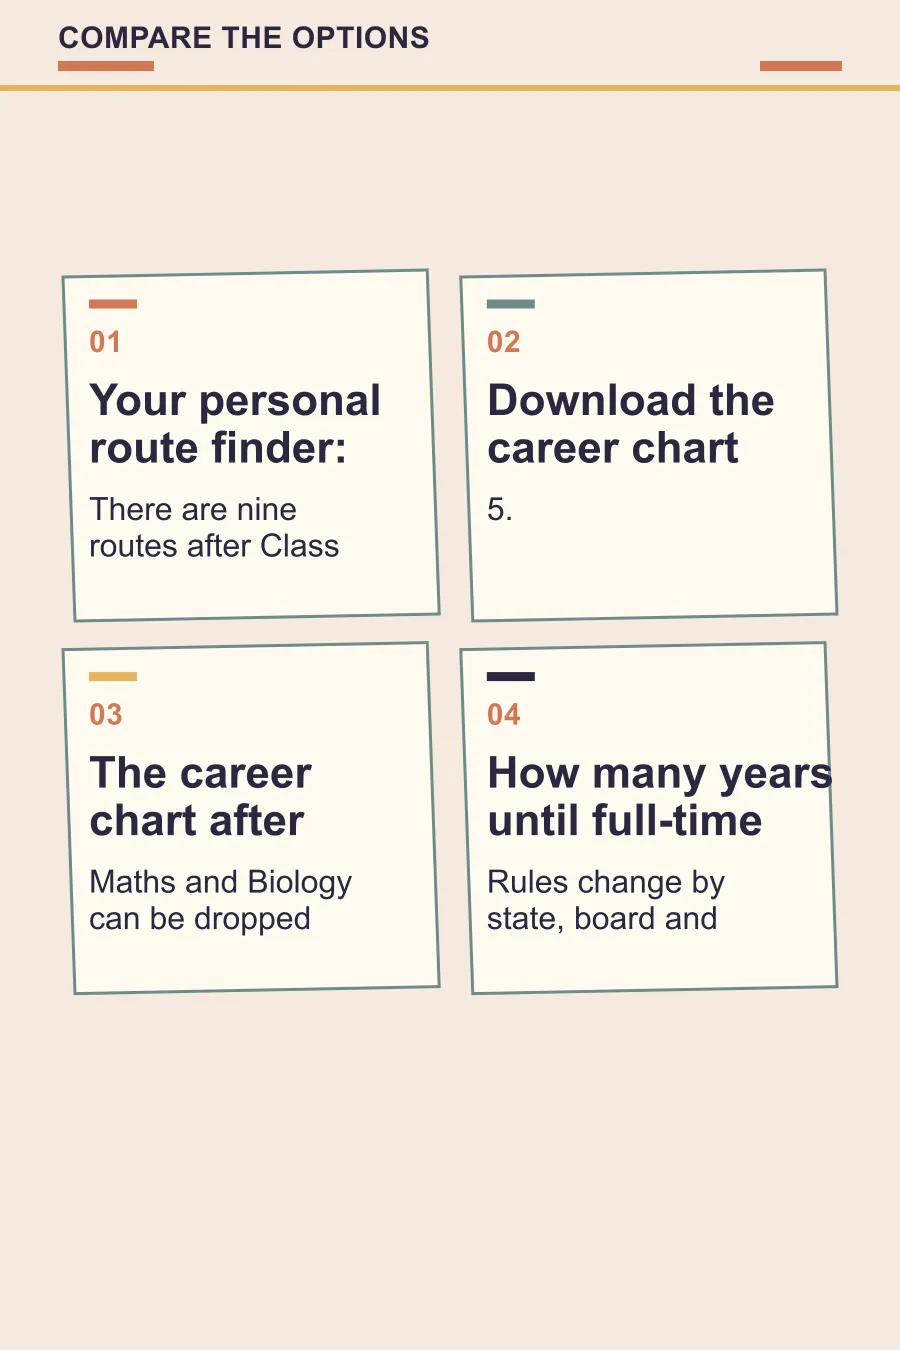 COMPARE THE OPTIONS
01
Your personal
route finder:
There are nine
routes after Class
02
Download the
career chart
5.
03
The career
chart after
Maths and Biology
can be dropped
04
How many years
until full-time
Rules change by
state, board and